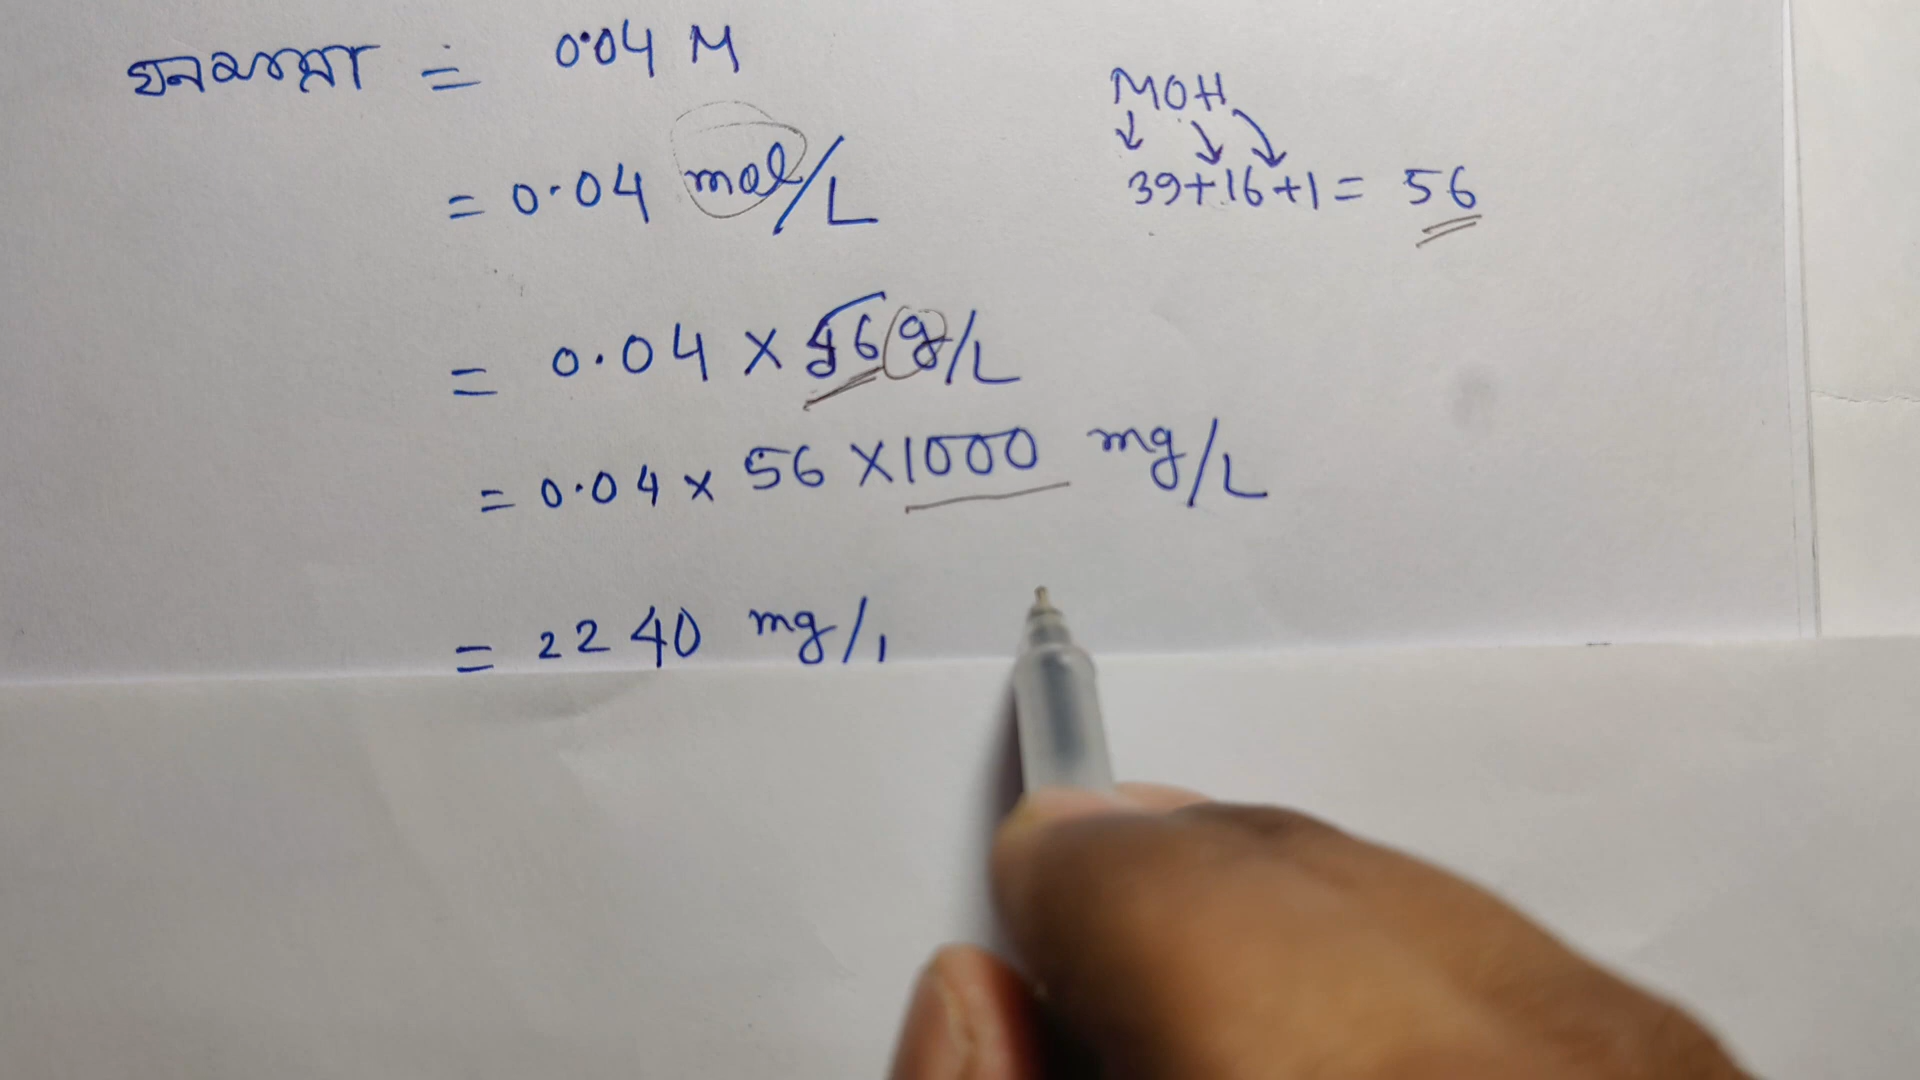 ঘনমাত্রা = 0.04 M
= 0.04 mol/L
MOH
39+16+1= 56
= 0.04 × 56 g/L
= 0.04 × 56 ×1000 mg/L
= 2240 mg/